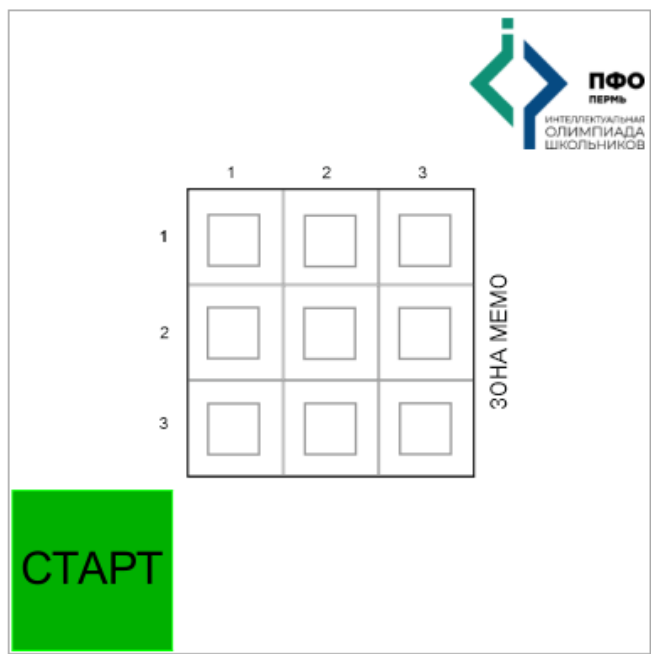 ПФО
ПЕРМЬ
ИНТЕЛЛЕКТУАЛЬНАЯ
ОЛИМПИАДА
ШКОЛЬНИКОВ
1 2 3
1
2
3
ЗОНА МЕМО
СТАРТ